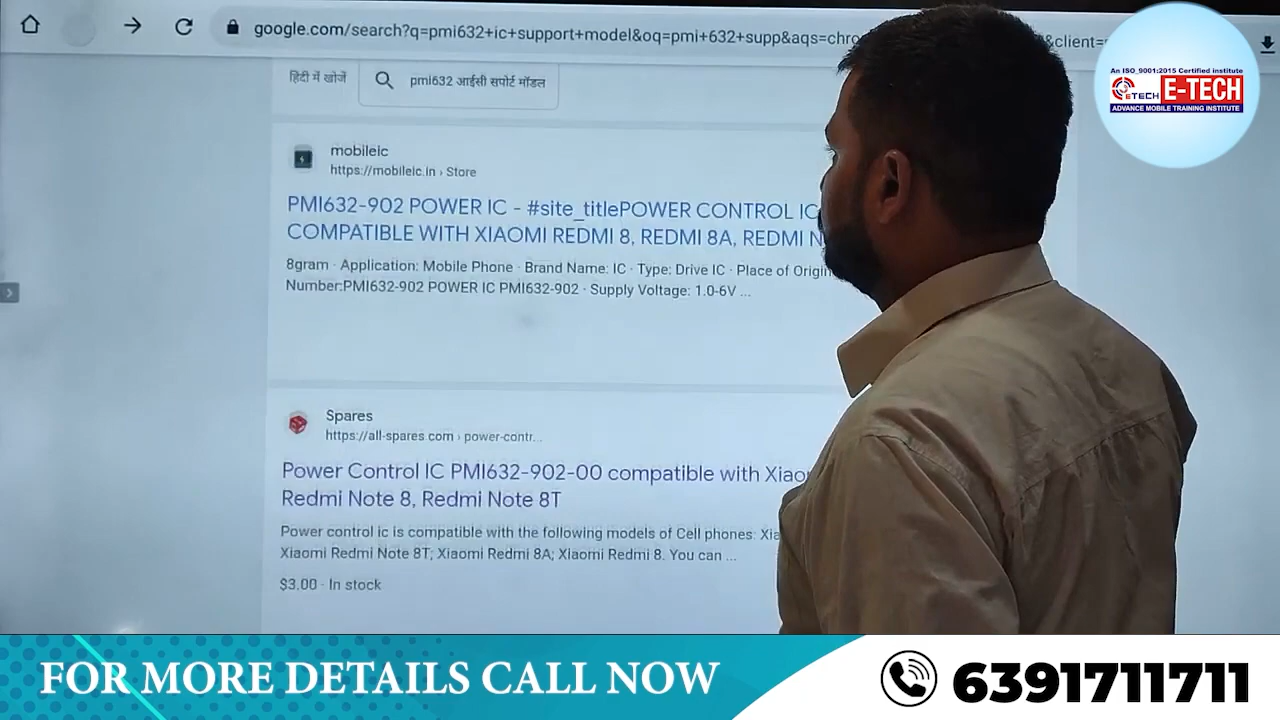 google.com/search?q=pmi632+ic+support+model&oq=pmi+632+supp&aqs=chro
&client=
हिंदी में खोजें
pmi632 आईसी सपोर्ट मॉडल
An ISO_9001:2015 Certified institute
ETECH E-TECH
ADVANCE MOBILE TRAINING INSTITUTE
mobileic
https://mobileic.in › Store
PMI632-902 POWER IC - #site_titlePOWER CONTROL IC
COMPATIBLE WITH XIAOMI REDMI 8, REDMI 8A, REDMI N
8gram · Application: Mobile Phone · Brand Name: IC · Type: Drive IC · Place of Origin
Number:PMI632-902 POWER IC PMI632-902 · Supply Voltage: 1.0-6V ...
Spares
https://all-spares.com › power-contr...
Power Control IC PMI632-902-00 compatible with Xiao
Redmi Note 8, Redmi Note 8T
Power control ic is compatible with the following models of Cell phones: Xia
Xiaomi Redmi Note 8T; Xiaomi Redmi 8A; Xiaomi Redmi 8. You can ...
$3.00 · In stock
FOR MORE DETAILS CALL NOW
6391711711